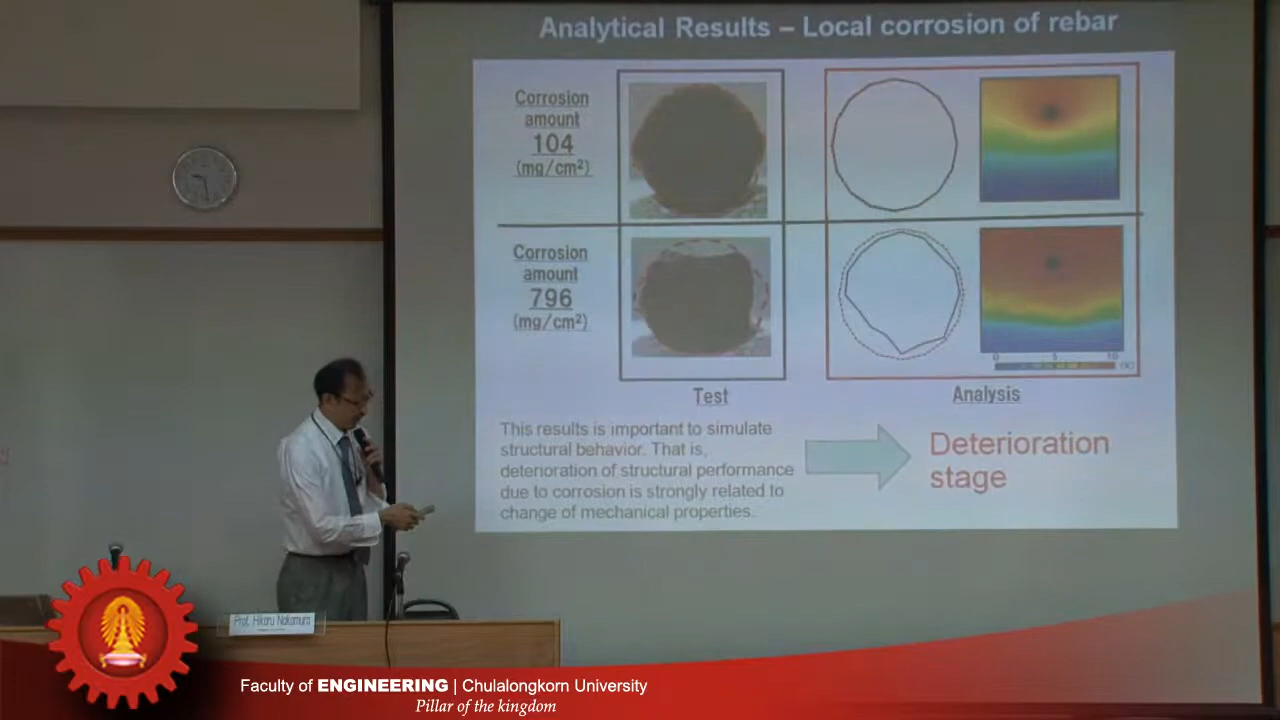 Analytical Results – Local corrosion of rebar
Corrosion
amount
104
(mg/cm²)
Corrosion
amount
796
(mg/cm²)
0 5 10
Test
Analysis
This results is important to simulate
structural behavior. That is,
deterioration of structural performance
due to corrosion is strongly related to
change of mechanical properties.
Deterioration
stage
Prof. Hikaru Nakamura
Faculty of ENGINEERING | Chulalongkorn University
Pillar of the kingdom